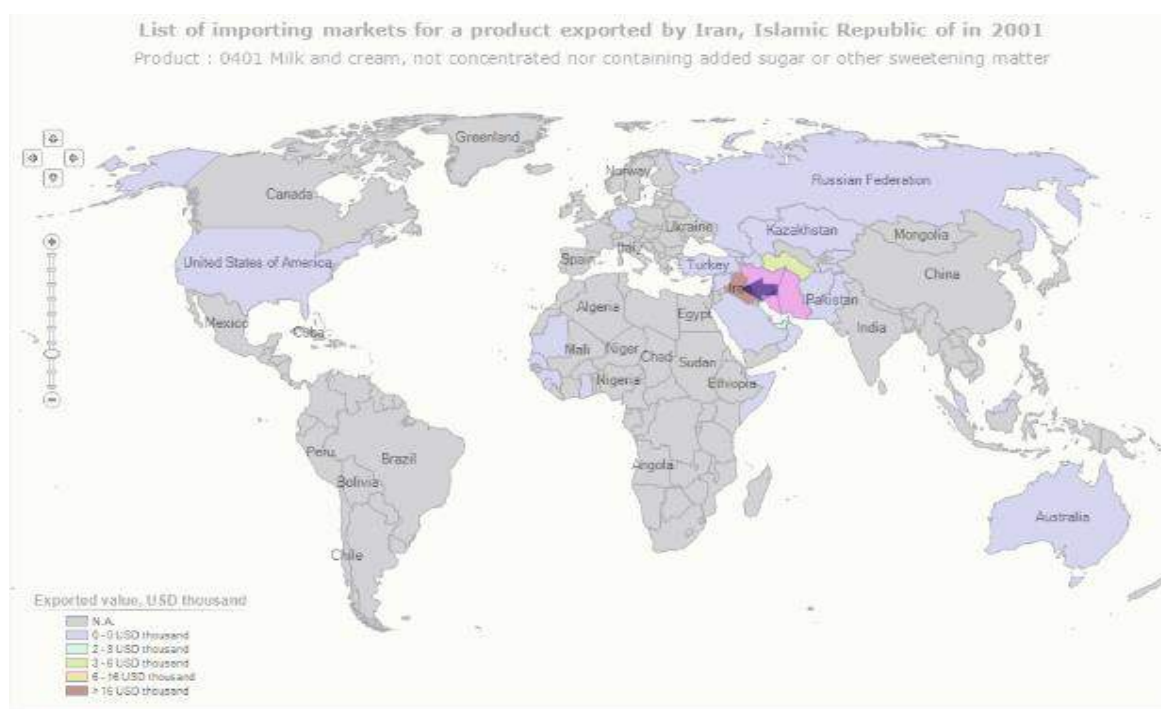 List of importing markets for a product exported by Iran, Islamic Republic of in 2001
Product : 0401 Milk and cream, not concentrated nor containing added sugar or other sweetening matter
Greenland
Norway
Russian Federation
Canada
Ukraine
Kazakhstan
Mongolia
Italy
Spain
United States of America
Turkey
China
Iraq
Pakistan
Algeria
Egypt
Mexico
Cuba
India
Mali
Niger
Chad
Sudan
Nigeria
Ethiopia
Peru
Brazil
Angola
Bolivia
Australia
Chile
Exported value, USD thousand
N.A.
0 - 0 USD thousand
2 - 3 USD thousand
3 - 6 USD thousand
6 - 16 USD thousand
> 16 USD thousand